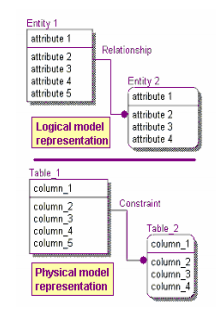 Entity 1
attribute 1
attribute 2
attribute 3
attribute 4
attribute 5
Relationship
Entity 2
attribute 1
attribute 2
attribute 3
attribute 4
Logical model
representation
Table_1
column_1
column_2
column_3
column_4
column_5
Constraint
Table_2
column_1
column_2
column_3
column_4
Physical model
representation